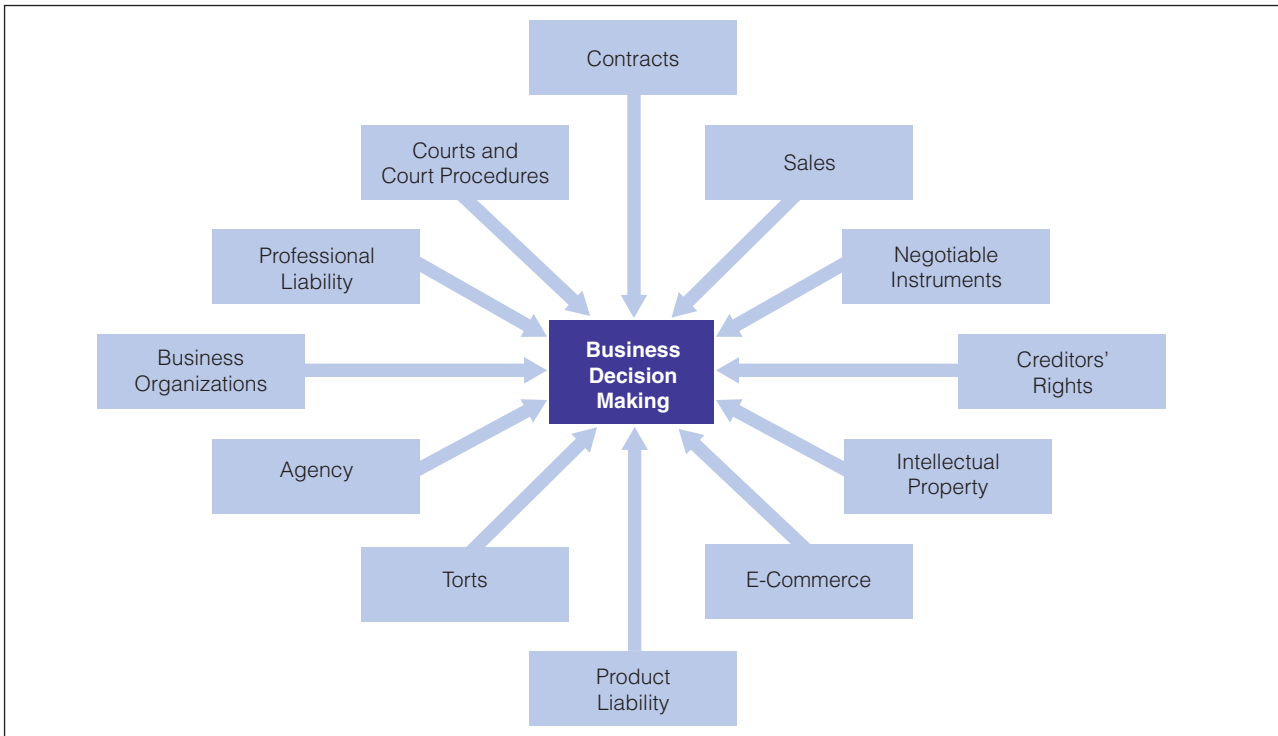 Contracts
Courts and
Court Procedures
Sales
Professional
Liability
Negotiable
Instruments
Business
Decision
Making
Business
Organizations
Creditors’
Rights
Agency
Intellectual
Property
Torts
E-Commerce
Product
Liability